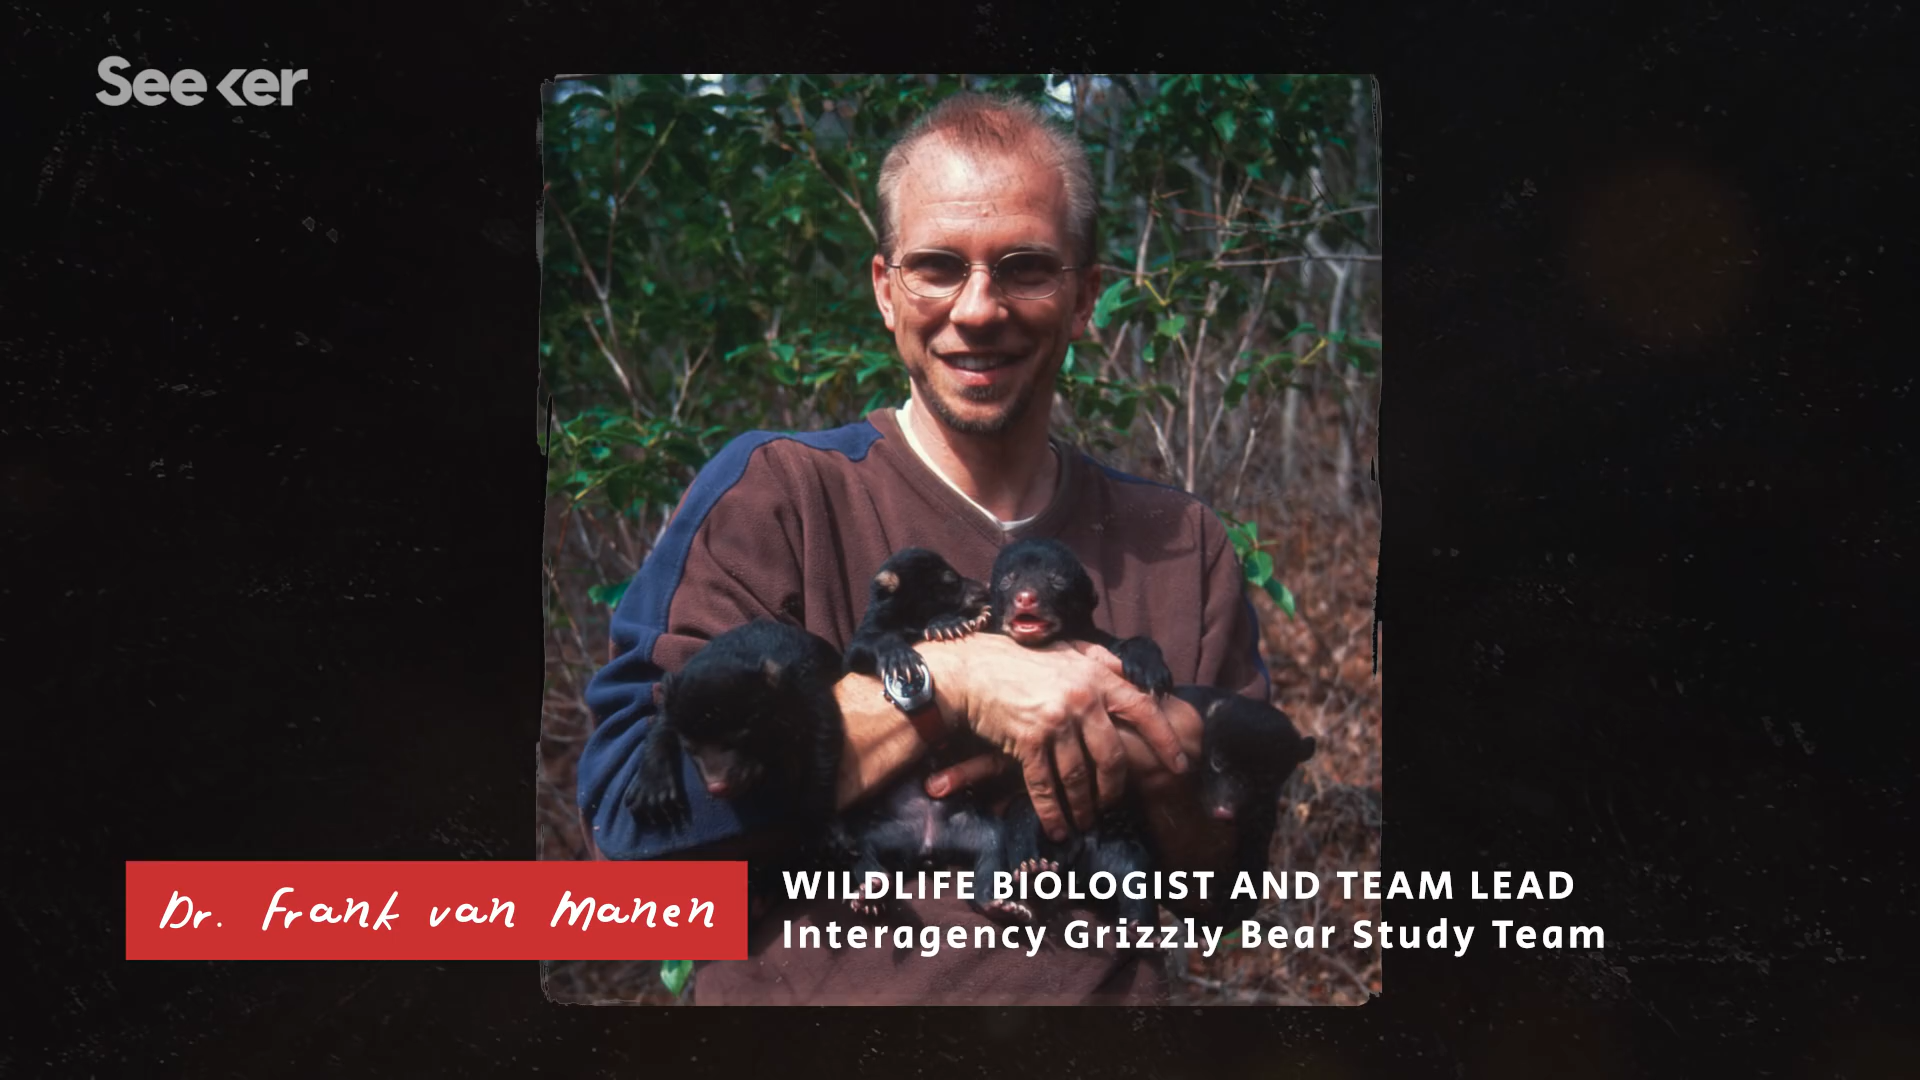 Seeker
Dr. Frank van Manen
WILDLIFE BIOLOGIST AND TEAM LEAD
Interagency Grizzly Bear Study Team